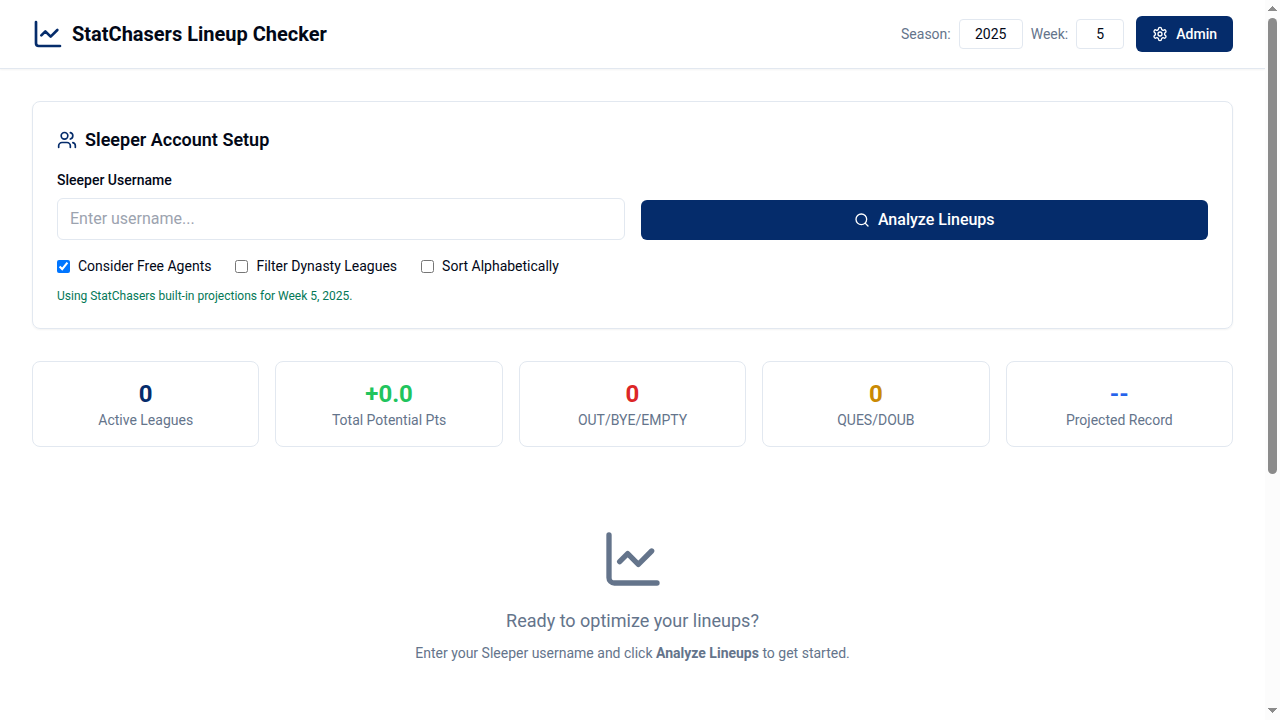 StatChasers Lineup Checker
Season: 2025 Week: 5 Admin
Sleeper Account Setup
Sleeper Username
Enter username...
Analyze Lineups
Consider Free Agents Filter Dynasty Leagues Sort Alphabetically
Using StatChasers built-in projections for Week 5, 2025.
0
Active Leagues
+0.0
Total Potential Pts
0
OUT/BYE/EMPTY
0
QUES/DOUB
--
Projected Record
Ready to optimize your lineups?
Enter your Sleeper username and click Analyze Lineups to get started.